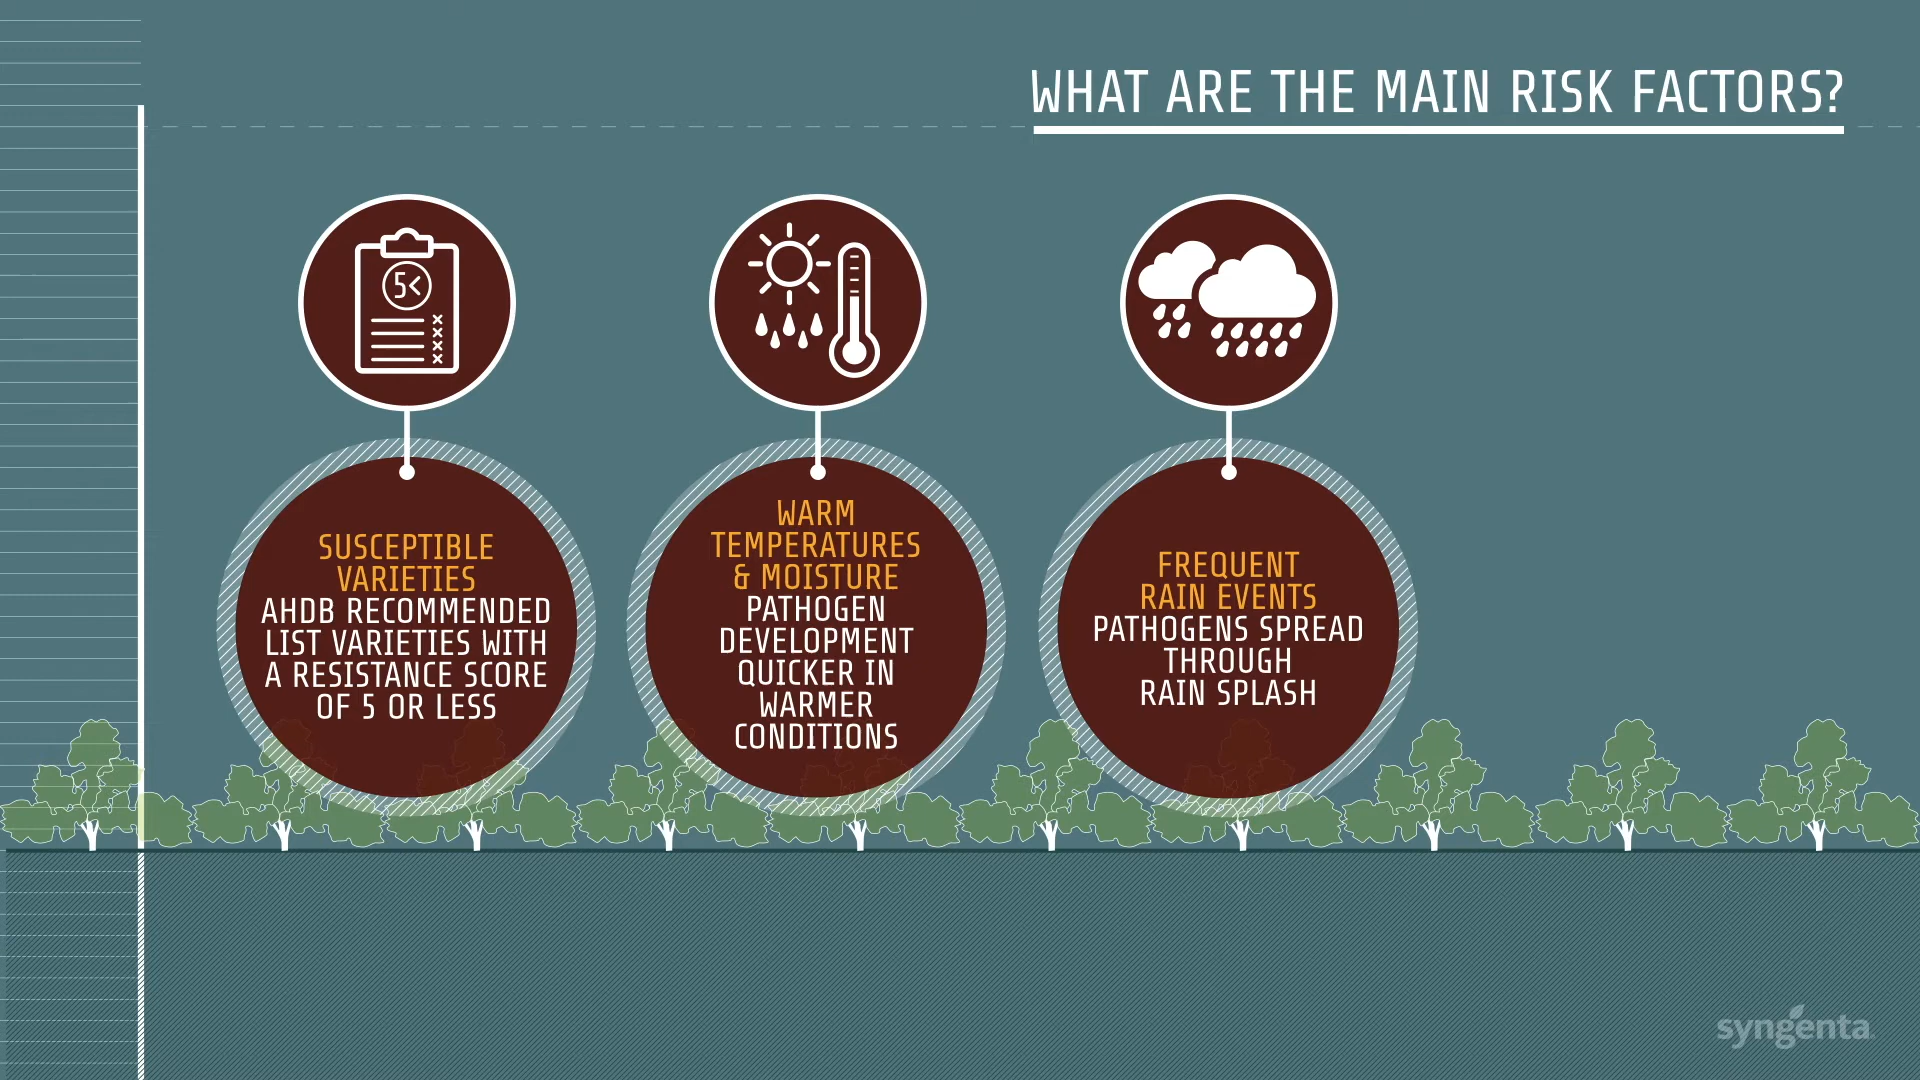 WHAT ARE THE MAIN RISK FACTORS?
5<
SUSCEPTIBLE
VARIETIES
AHDB RECOMMENDED
LIST VARIETIES WITH
A RESISTANCE SCORE
OF 5 OR LESS
WARM
TEMPERATURES
& MOISTURE
PATHOGEN
DEVELOPMENT
QUICKER IN
WARMER
CONDITIONS
FREQUENT
RAIN EVENTS
PATHOGENS SPREAD
THROUGH
RAIN SPLASH
syngenta